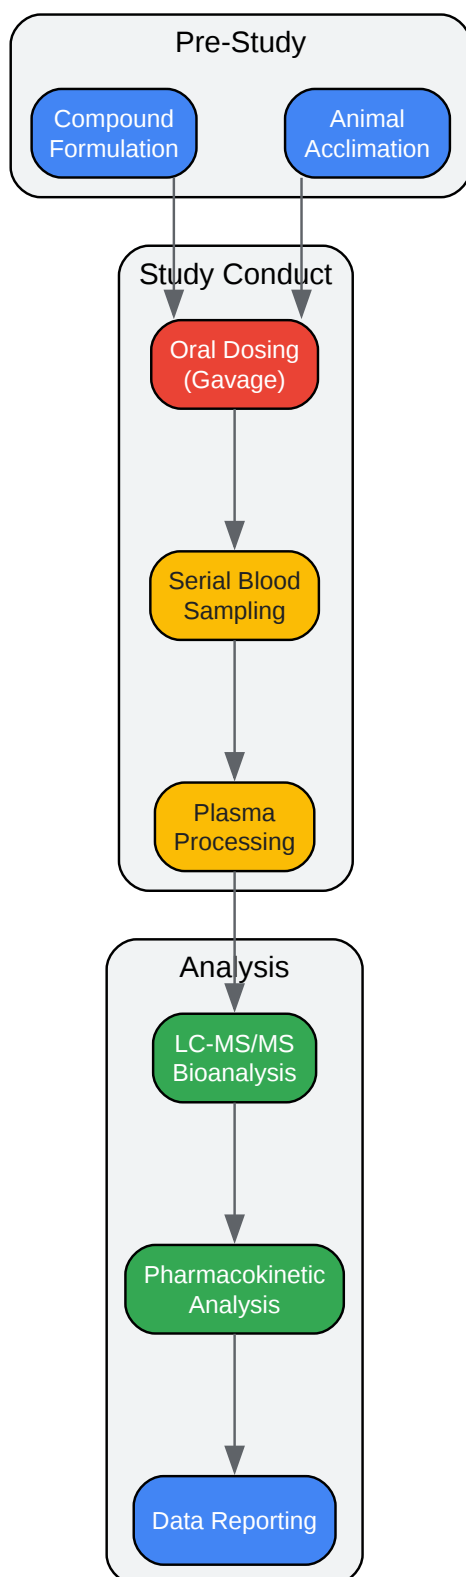 Pre-Study
Compound
Formulation
Animal
Acclimation
Study Conduct
Oral Dosing
(Gavage)
Serial Blood
Sampling
Plasma
Processing
Analysis
LC-MS/MS
Bioanalysis
Pharmacokinetic
Analysis
Data Reporting